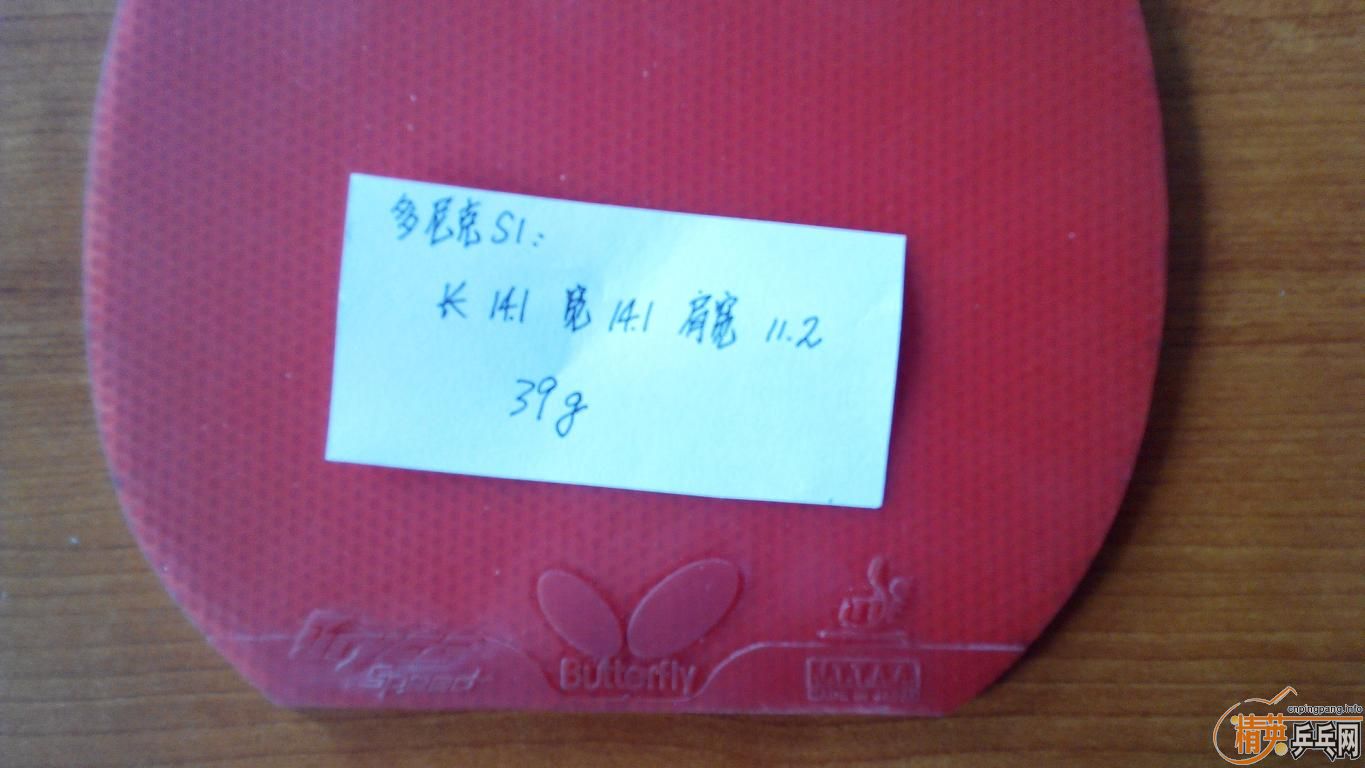 多尼克S1:
长 14.1 宽 14.1 肩宽 11.2
39g
Speed
Butterfly
ITTF
J.T.T.A.A
cnpingpang.info
精英乒乓网